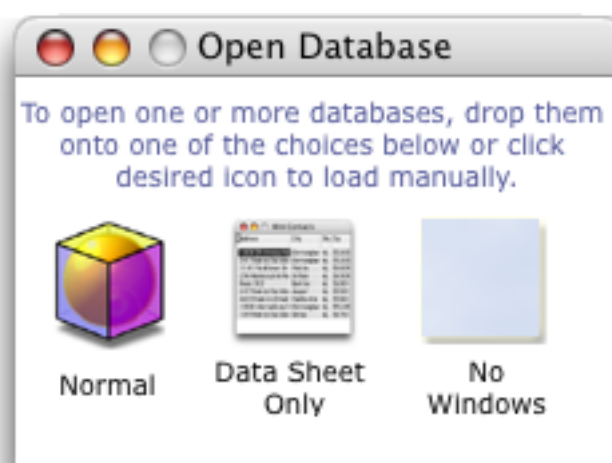 Open Database
To open one or more databases, drop them
onto one of the choices below or click
desired icon to load manually.
Normal
Data Sheet
Only
No
Windows